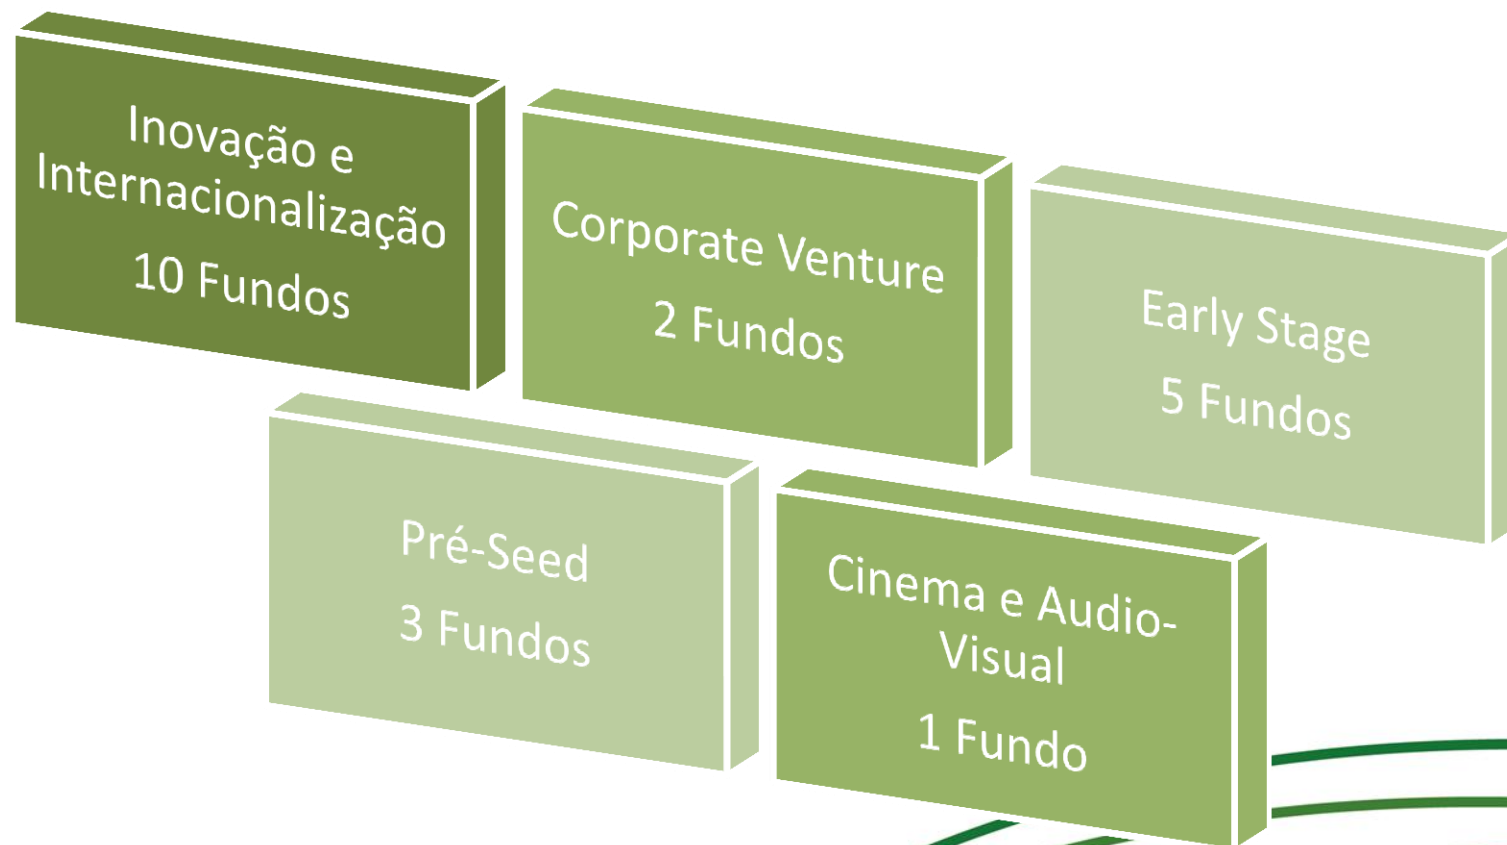 Inovação e
Internacionalização
10 Fundos
Corporate Venture
2 Fundos
Early Stage
5 Fundos
Pré-Seed
3 Fundos
Cinema e Audio-
Visual
1 Fundo